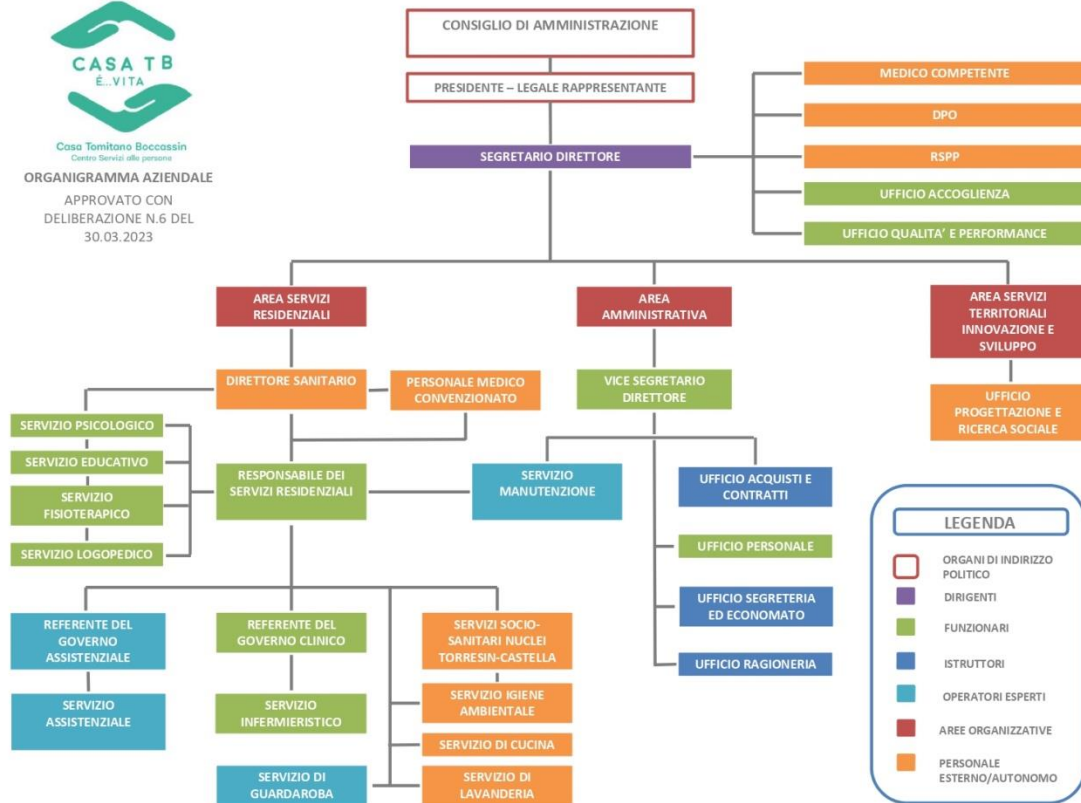 CASA TB
È...VITA
Casa Tomitano Boccassin
Centro Servizi alle persone
ORGANIGRAMMA AZIENDALE
APPROVATO CON
DELIBERAZIONE N.6 DEL
30.03.2023
CONSIGLIO DI AMMINISTRAZIONE
PRESIDENTE – LEGALE RAPPRESENTANTE
SEGRETARIO DIRETTORE
MEDICO COMPETENTE
DPO
RSPP
UFFICIO ACCOGLIENZA
UFFICIO QUALITA’ E PERFORMANCE
AREA SERVIZI
RESIDENZIALI
AREA
AMMINISTRATIVA
AREA SERVIZI
TERRITORIALI
INNOVAZIONE E
SVILUPPO
DIRETTORE SANITARIO
PERSONALE MEDICO
CONVENZIONATO
VICE SEGRETARIO
DIRETTORE
UFFICIO
PROGETTAZIONE E
RICERCA SOCIALE
SERVIZIO PSICOLOGICO
SERVIZIO EDUCATIVO
SERVIZIO
FISIOTERAPICO
SERVIZIO LOGOPEDICO
RESPONSABILE DEI
SERVIZI RESIDENZIALI
SERVIZIO
MANUTENZIONE
UFFICIO ACQUISTI E
CONTRATTI
UFFICIO PERSONALE
UFFICIO SEGRETERIA
ED ECONOMATO
UFFICIO RAGIONERIA
REFERENTE DEL
GOVERNO
ASSISTENZIALE
SERVIZIO
ASSISTENZIALE
REFERENTE DEL
GOVERNO CLINICO
SERVIZIO
INFERMIERISTICO
SERVIZIO DI
GUARDAROBA
SERVIZI SOCIO-
SANITARI NUCLEI
TORRESIN-CASTELLA
SERVIZIO IGIENE
AMBIENTALE
SERVIZIO DI CUCINA
SERVIZIO DI
LAVANDERIA
LEGENDA
ORGANI DI INDIRIZZO
POLITICO
DIRIGENTI
FUNZIONARI
ISTRUTTORI
OPERATORI ESPERTI
AREE ORGANIZZATIVE
PERSONALE
ESTERNO/AUTONOMO